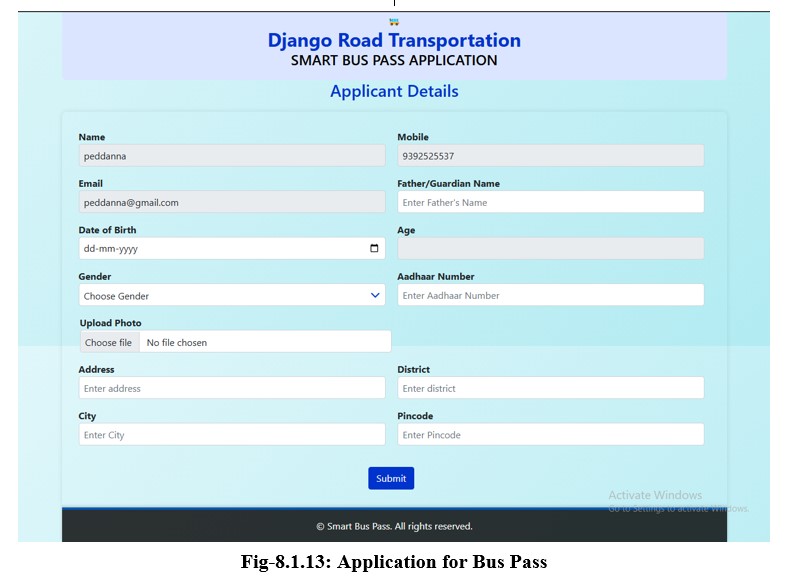 Django Road Transportation
SMART BUS PASS APPLICATION
Applicant Details
Name Mobile
peddanna 9392525537
Email Father/Guardian Name
peddanna@gmail.com Enter Father's Name
Date of Birth Age
dd-mm-yyyy
Gender Aadhaar Number
Choose Gender Enter Aadhaar Number
Upload Photo
Choose file No file chosen
Address District
Enter address Enter district
City Pincode
Enter City Enter Pincode
Submit
Activate Windows
Go to Settings to activate Windows.
© Smart Bus Pass. All rights reserved.
Fig-8.1.13: Application for Bus Pass